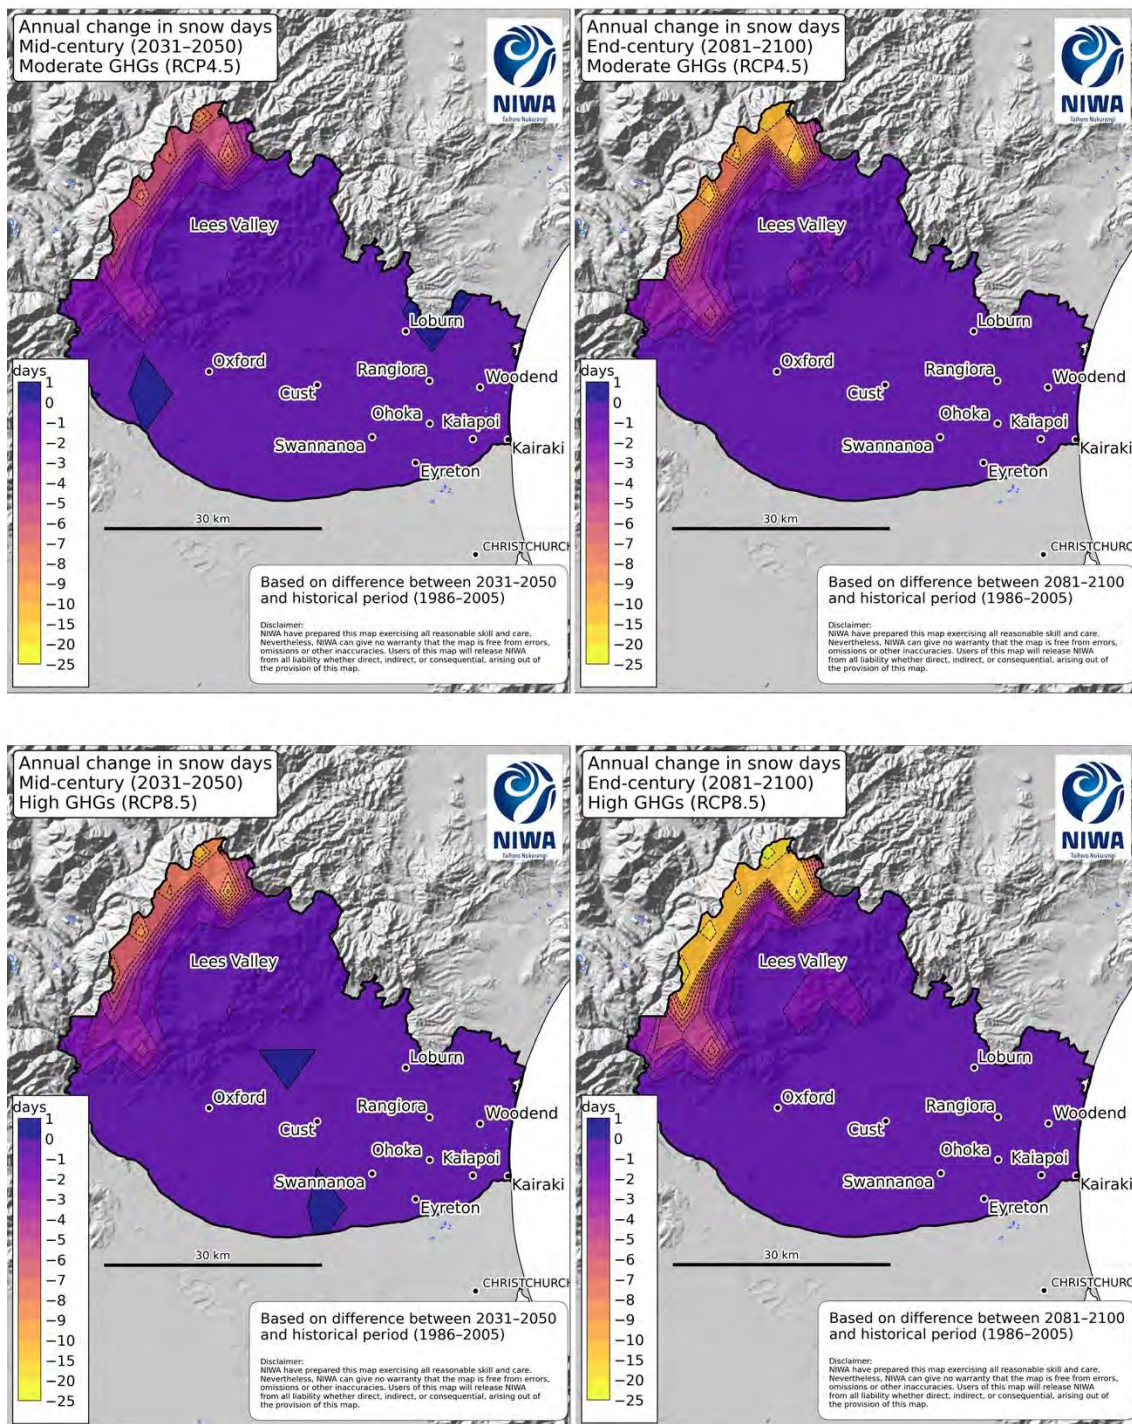 Annual change in snow days
Mid-century (2031–2050)
Moderate GHGs (RCP4.5)
NIWA
Taihoro Nukurangi
Lees Valley
Loburn
Oxford
Rangiora
Woodend
Cust
Ohoka
Kaiapoi
Swannanoa
Kairaki
Eyreton
days
1
0
−1
−2
−3
−5
−6
−7
−8
−9
−10
−15
−20
−25
30 km
CHRISTCHURCH
Based on difference between 2031–2050
and historical period (1986–2005)
Disclaimer:
NIWA have prepared this map exercising all reasonable skill and care.
Nevertheless, NIWA can give no warranty that the map is free from errors,
omissions or other inaccuracies. Users of this map will release NIWA
from all liability whether direct, indirect, or consequential, arising out of
the provision of this map.
Annual change in snow days
End-century (2081–2100)
Moderate GHGs (RCP4.5)
NIWA
Taihoro Nukurangi
Lees Valley
Loburn
Oxford
Rangiora
Woodend
Cust
Ohoka
Kaiapoi
Swannanoa
Kairaki
Eyreton
days
1
0
−1
−2
−3
−5
−6
−7
−8
−9
−10
−15
−20
−25
30 km
CHRISTCHURCH
Based on difference between 2081–2100
and historical period (1986–2005)
Disclaimer:
NIWA have prepared this map exercising all reasonable skill and care.
Nevertheless, NIWA can give no warranty that the map is free from errors,
omissions or other inaccuracies. Users of this map will release NIWA
from all liability whether direct, indirect, or consequential, arising out of
the provision of this map.
Annual change in snow days
Mid-century (2031–2050)
High GHGs (RCP8.5)
NIWA
Taihoro Nukurangi
Lees Valley
Loburn
Oxford
Rangiora
Woodend
Cust
Ohoka
Kaiapoi
Swannanoa
Kairaki
Eyreton
days
1
0
−1
−2
−3
−5
−6
−7
−8
−9
−10
−15
−20
−25
30 km
CHRISTCHURCH
Based on difference between 2031–2050
and historical period (1986–2005)
Disclaimer:
NIWA have prepared this map exercising all reasonable skill and care.
Nevertheless, NIWA can give no warranty that the map is free from errors,
omissions or other inaccuracies. Users of this map will release NIWA
from all liability whether direct, indirect, or consequential, arising out of
the provision of this map.
Annual change in snow days
End-century (2081–2100)
High GHGs (RCP8.5)
NIWA
Taihoro Nukurangi
Lees Valley
Loburn
Oxford
Rangiora
Woodend
Cust
Ohoka
Kaiapoi
Swannanoa
Kairaki
Eyreton
days
1
0
−1
−2
−3
−5
−6
−7
−8
−9
−10
−15
−20
−25
30 km
CHRISTCHURCH
Based on difference between 2081–2100
and historical period (1986–2005)
Disclaimer:
NIWA have prepared this map exercising all reasonable skill and care.
Nevertheless, NIWA can give no warranty that the map is free from errors,
omissions or other inaccuracies. Users of this map will release NIWA
from all liability whether direct, indirect, or consequential, arising out of
the provision of this map.